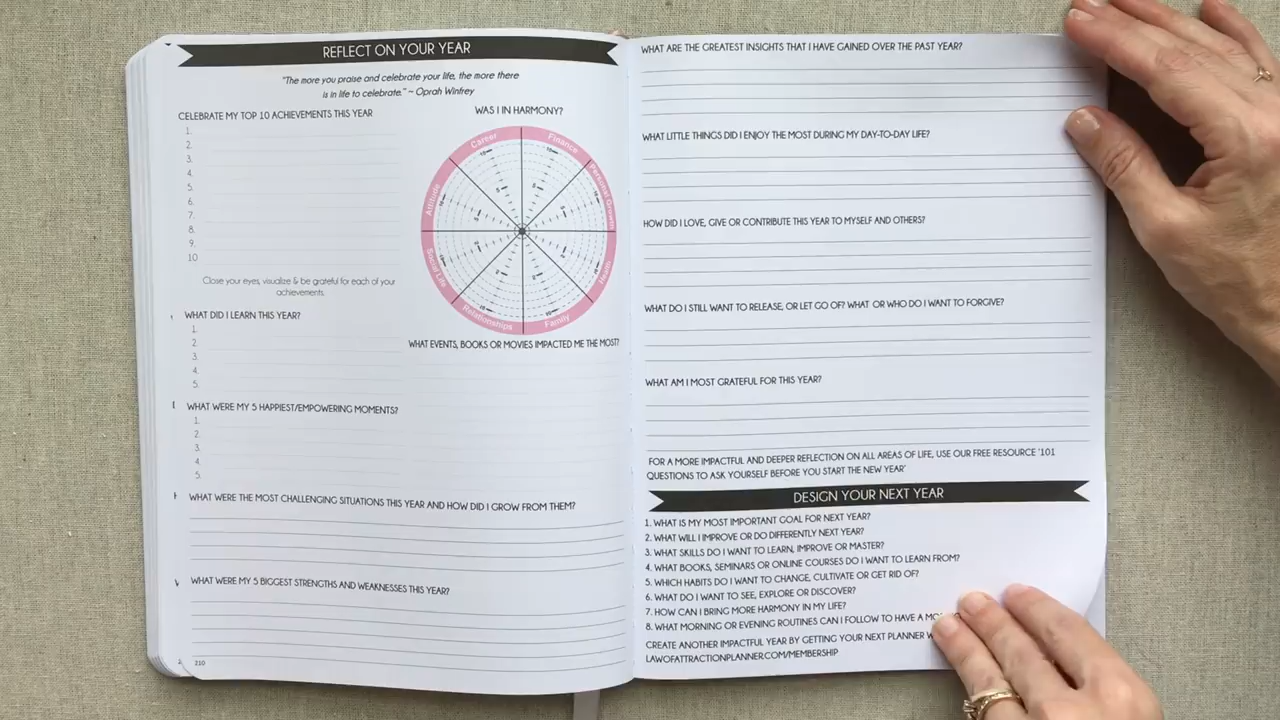 REFLECT ON YOUR YEAR
"The more you praise and celebrate your life, the more there
is in life to celebrate." ~ Oprah Winfrey
CELEBRATE MY TOP 10 ACHIEVEMENTS THIS YEAR
1.
2.
3.
4.
5.
6.
7.
8.
9.
10
Close your eyes, visualize & be grateful for each of your
achievements.
WHAT DID I LEARN THIS YEAR?
1.
2.
3.
4.
5.
WHAT WERE MY 5 HAPPIEST/EMPOWERING MOMENTS?
1.
2.
3.
4.
5.
WAS I IN HARMONY?
Career
Finance
Personal Growth
Health
Family
Relationships
Social Life
Attitude
WHAT EVENTS, BOOKS OR MOVIES IMPACTED ME THE MOST?
WHAT WERE THE MOST CHALLENGING SITUATIONS THIS YEAR AND HOW DID I GROW FROM THEM?
WHAT WERE MY 5 BIGGEST STRENGTHS AND WEAKNESSES THIS YEAR?
210
WHAT ARE THE GREATEST INSIGHTS THAT I HAVE GAINED OVER THE PAST YEAR?
WHAT LITTLE THINGS DID I ENJOY THE MOST DURING MY DAY-TO-DAY LIFE?
HOW DID I LOVE, GIVE OR CONTRIBUTE THIS YEAR TO MYSELF AND OTHERS?
WHAT DO I STILL WANT TO RELEASE, OR LET GO OF? WHAT OR WHO DO I WANT TO FORGIVE?
WHAT AM I MOST GRATEFUL FOR THIS YEAR?
FOR A MORE IMPACTFUL AND DEEPER REFLECTION ON ALL AREAS OF LIFE, USE OUR FREE RESOURCE '101
QUESTIONS TO ASK YOURSELF BEFORE YOU START THE NEW YEAR'
DESIGN YOUR NEXT YEAR
1. WHAT IS MY MOST IMPORTANT GOAL FOR NEXT YEAR?
2. WHAT WILL I IMPROVE OR DO DIFFERENTLY NEXT YEAR?
3. WHAT SKILLS DO I WANT TO LEARN, IMPROVE OR MASTER?
4. WHAT BOOKS, SEMINARS OR ONLINE COURSES DO I WANT TO LEARN FROM?
5. WHICH HABITS DO I WANT TO CHANGE, CULTIVATE OR GET RID OF?
6. WHAT DO I WANT TO SEE, EXPLORE OR DISCOVER?
7. HOW CAN I BRING MORE HARMONY IN MY LIFE?
8. WHAT MORNING OR EVENING ROUTINES CAN I FOLLOW TO HAVE A
CREATE ANOTHER IMPACTFUL YEAR BY GETTING YOUR NEXT PLANNER
LAWOFATTRACTIONPLANNER.COM/MEMBERSHIP